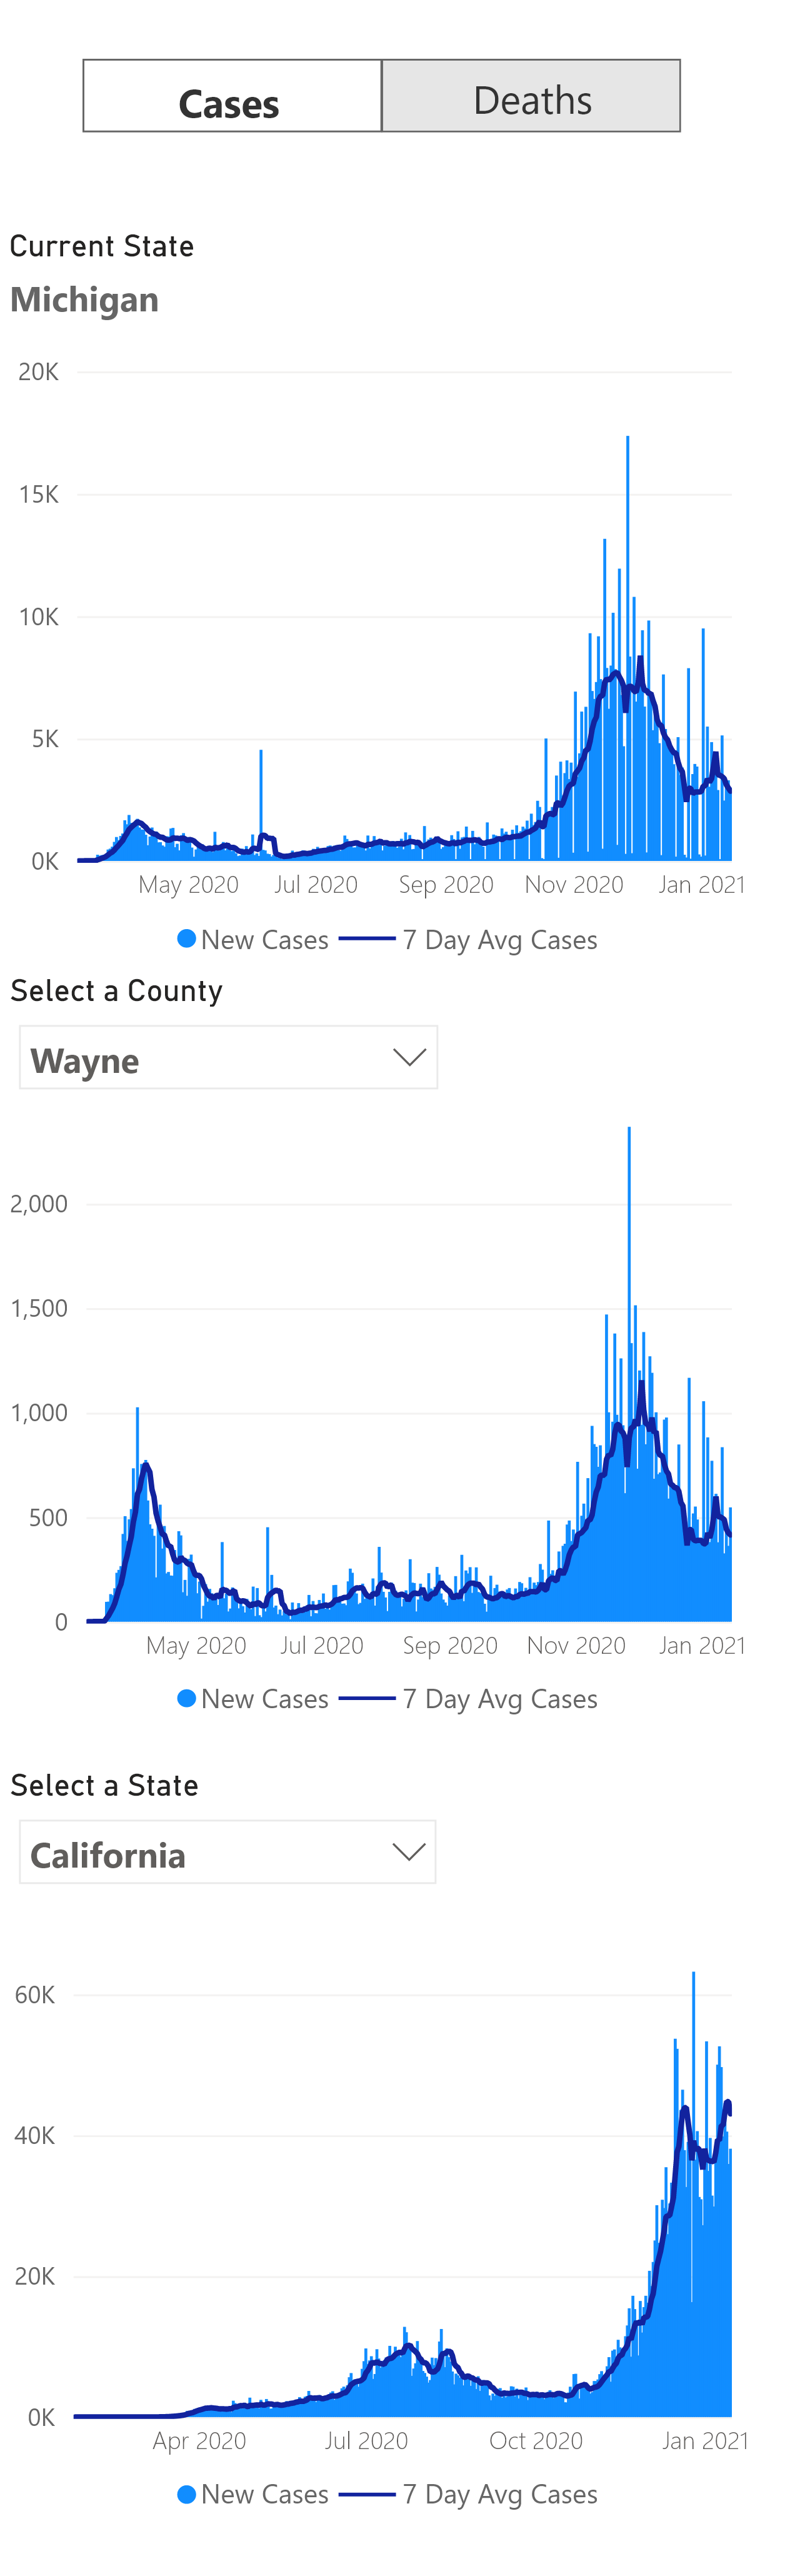 Cases Deaths
Current State
Michigan
20K
15K
10K
5K
0K
May 2020 Jul 2020 Sep 2020 Nov 2020 Jan 2021
New Cases 7 Day Avg Cases
Select a County
Wayne
2,000
1,500
1,000
500
0
May 2020 Jul 2020 Sep 2020 Nov 2020 Jan 2021
New Cases 7 Day Avg Cases
Select a State
California
60K
40K
20K
0K
Apr 2020 Jul 2020 Oct 2020 Jan 2021
New Cases 7 Day Avg Cases